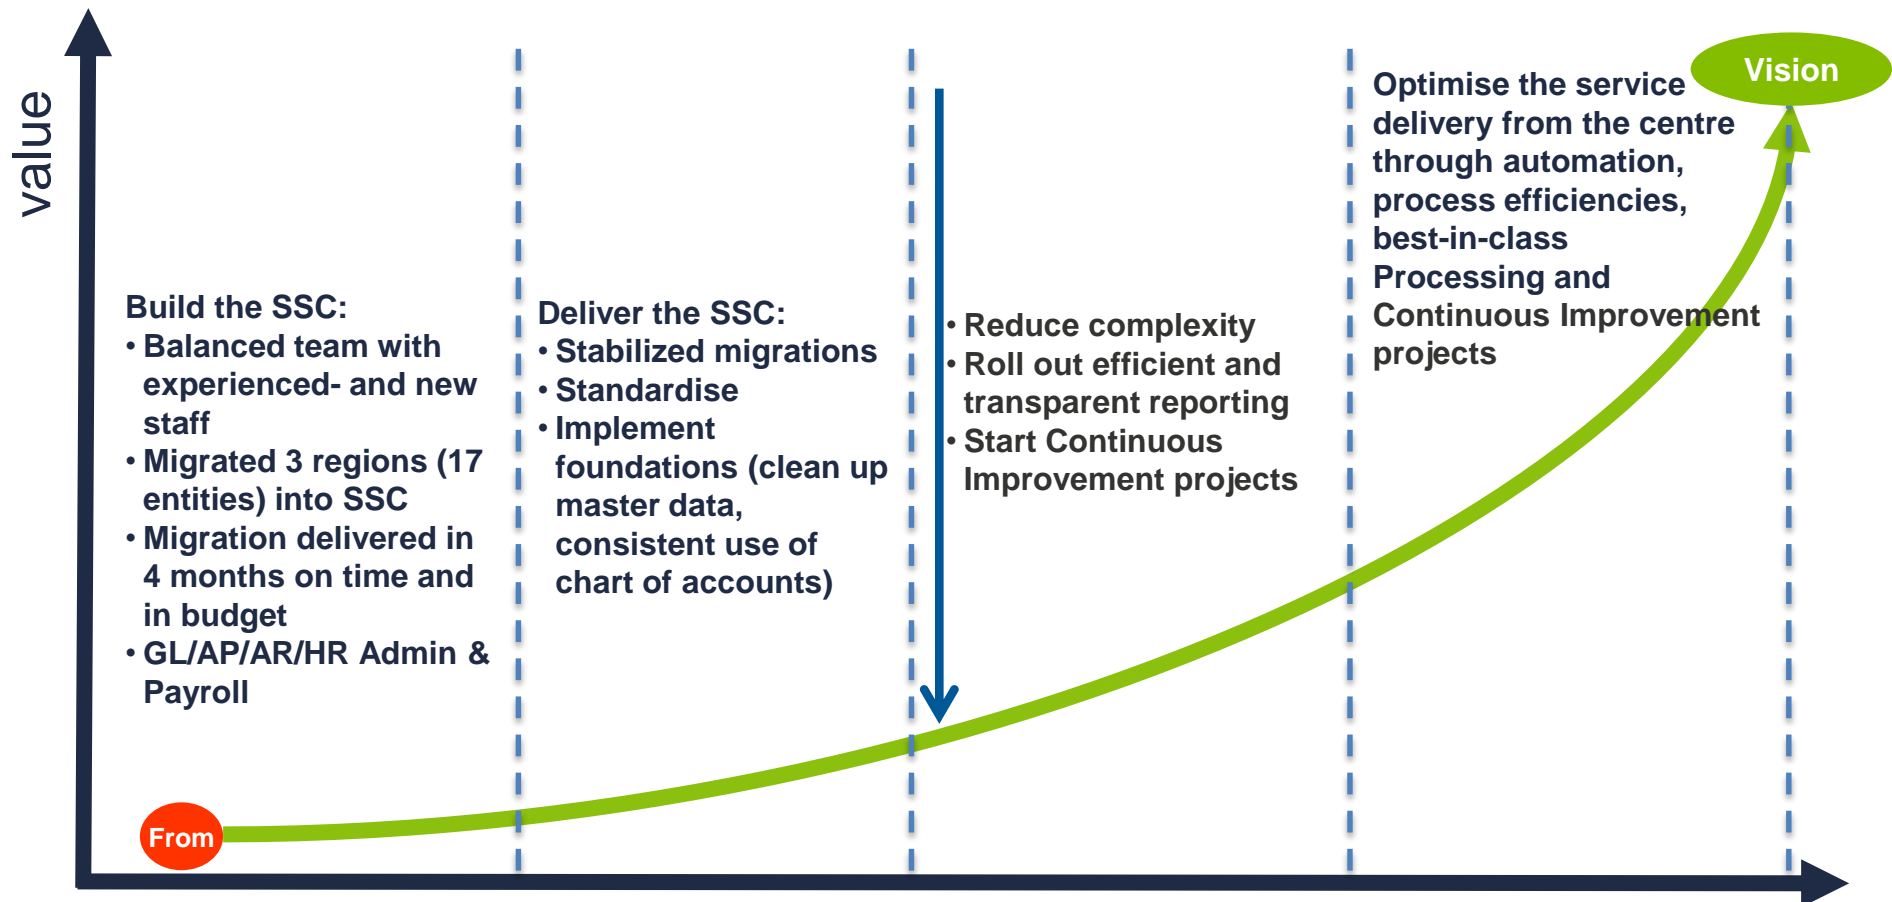 value
Build the SSC:
• Balanced team with
experienced- and new
staff
• Migrated 3 regions (17
entities) into SSC
• Migration delivered in
4 months on time and
in budget
• GL/AP/AR/HR Admin &
Payroll
From
Deliver the SSC:
• Stabilized migrations
• Standardise
• Implement
foundations (clean up
master data,
consistent use of
chart of accounts)
• Reduce complexity
• Roll out efficient and
transparent reporting
• Start Continuous
Improvement projects
Optimise the service
delivery from the centre
through automation,
process efficiencies,
best-in-class
Processing and
Continuous Improvement
projects
Vision